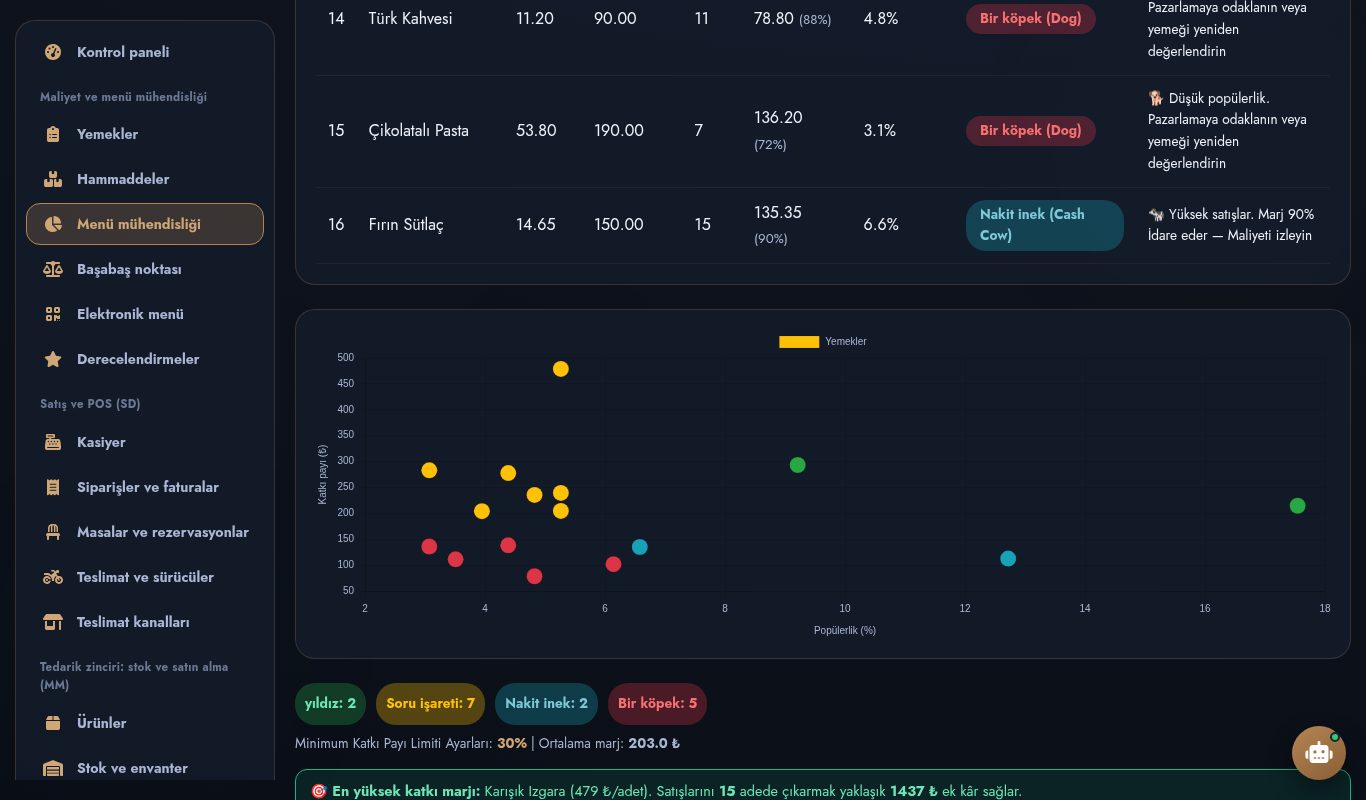 Kontrol paneli
Maliyet ve menü mühendisliği
Yemekler
Hammaddeler
Menü mühendisliği
Başabaş noktası
Elektronik menü
Derecelendirmeler
Satış ve POS (SD)
Kasiyer
Siparişler ve faturalar
Masalar ve rezervasyonlar
Teslimat ve sürücüler
Teslimat kanalları
Tedarik zinciri: stok ve satın alma
(MM)
Ürünler
Stok ve envanter
14 Türk Kahvesi 11.20 90.00 11 78.80 (88%) 4.8% Bir köpek (Dog)
Pazarlamaya odaklanın veya
yemeği yeniden
değerlendirin
15 Çikolatalı Pasta 53.80 190.00 7 136.20 (72%) 3.1% Bir köpek (Dog)
🐕 Düşük popülerlik.
Pazarlamaya odaklanın veya
yemeği yeniden
değerlendirin
16 Fırın Sütlaç 14.65 150.00 15 135.35 (90%) 6.6% Nakit inek (Cash
Cow)
🐄 Yüksek satışlar. Marj 90%
İdare eder — Maliyeti izleyin
Yemekler
Katkı payı (₺)
500
450
400
350
300
250
200
150
100
50
2 4 6 8 10 12 14 16 18
Popülerlik (%)
yıldız: 2 Soru işareti: 7 Nakit inek: 2 Bir köpek: 5
Minimum Katkı Payı Limiti Ayarları: 30% | Ortalama marj: 203.0 ₺
🎯 En yüksek katkı marjı: Karışık Izgara (479 ₺/adet). Satışlarını 15 adede çıkarmak yaklaşık 1437 ₺ ek kâr sağlar.